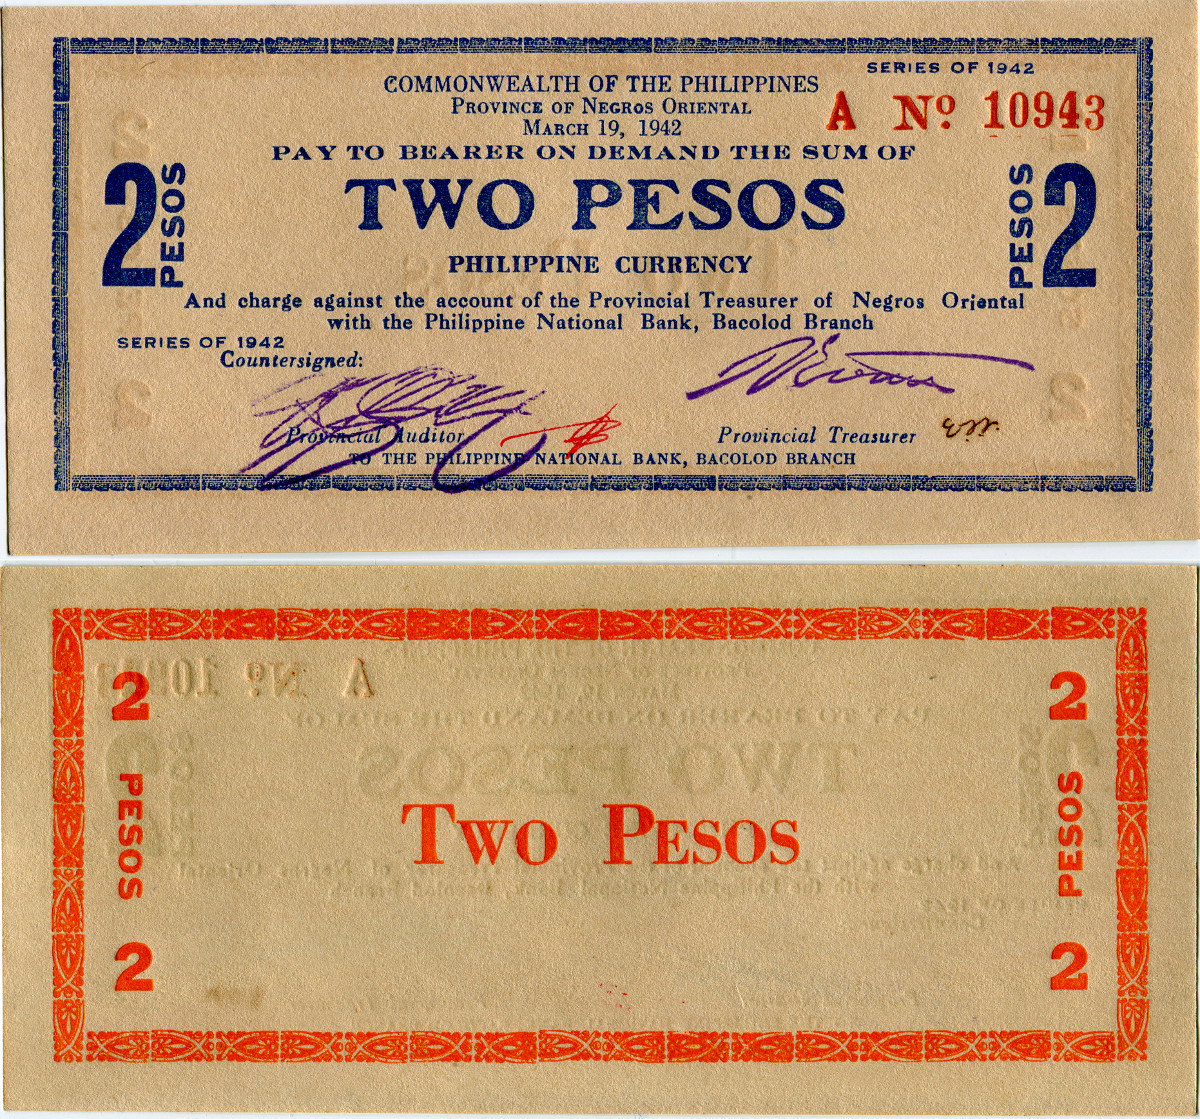 SERIES OF 1942
COMMONWEALTH OF THE PHILIPPINES
PROVINCE OF NEGROS ORIENTAL
MARCH 19, 1942
A No 10943
PAY TO BEARER ON DEMAND THE SUM OF
TWO PESOS
2 PESOS
PESOS 2
PHILIPPINE CURRENCY
And charge against the account of the Provincial Treasurer of Negros Oriental
with the Philippine National Bank, Bacolod Branch
SERIES OF 1942
Countersigned:
Provincial Auditor
Provincial Treasurer
TO THE PHILIPPINE NATIONAL BANK, BACOLOD BRANCH
2 PESOS 2
TWO PESOS
2 PESOS 2